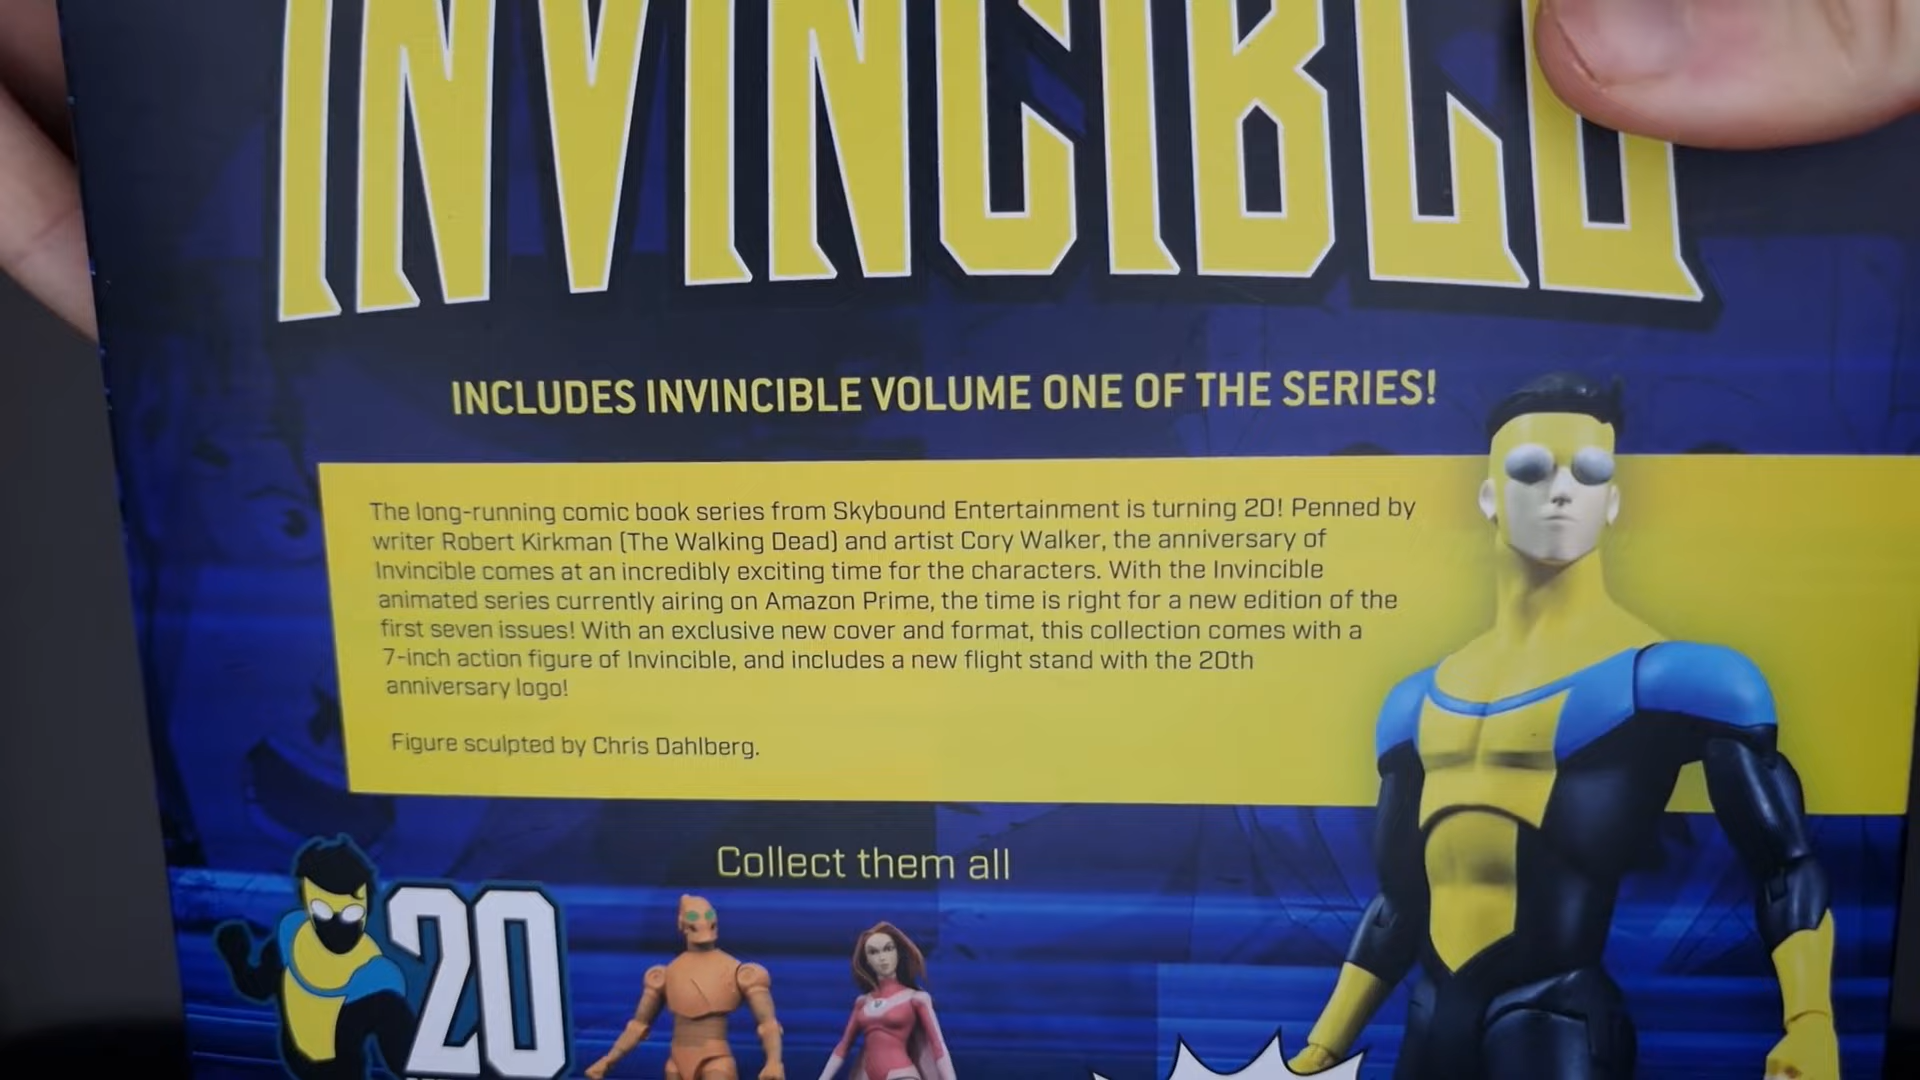 INVINCIBLE
INCLUDES INVINCIBLE VOLUME ONE OF THE SERIES!
The long-running comic book series from Skybound Entertainment is turning 20! Penned by
writer Robert Kirkman (The Walking Dead) and artist Cory Walker, the anniversary of
Invincible comes at an incredibly exciting time for the characters. With the Invincible
animated series currently airing on Amazon Prime, the time is right for a new edition of the
first seven issues! With an exclusive new cover and format, this collection comes with a
7-inch action figure of Invincible, and includes a new flight stand with the 20th
anniversary logo!
Figure sculpted by Chris Dahlberg.
Collect them all
20